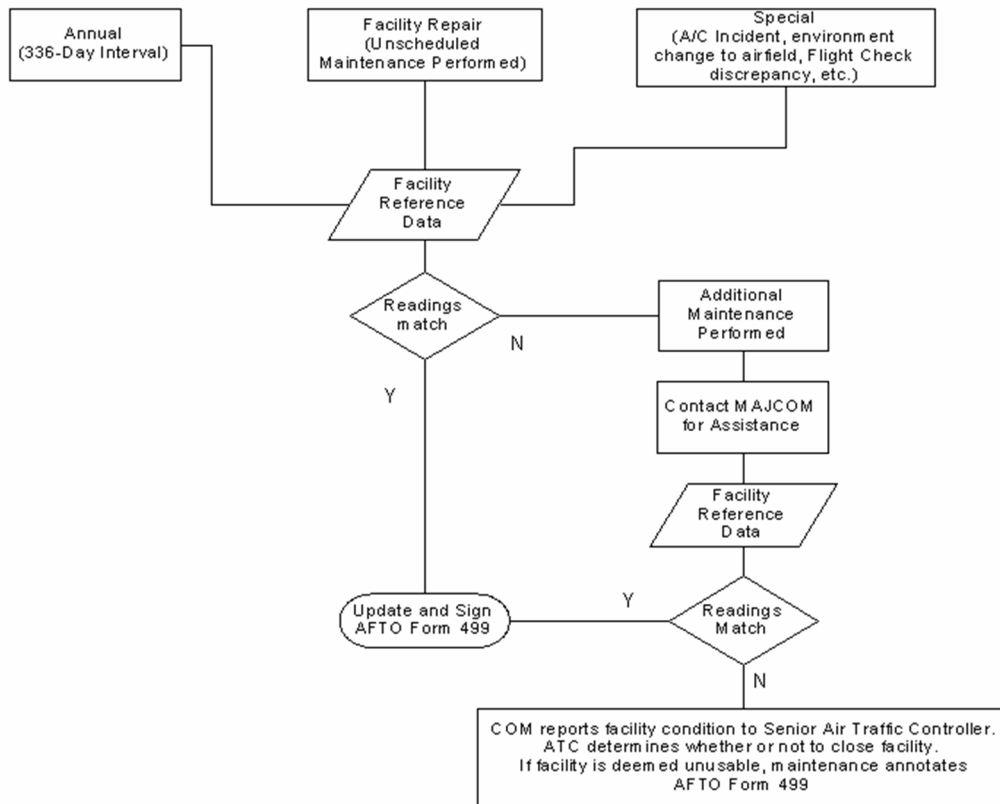 Annual
(336-Day Interval)
Facility Repair
(Unscheduled
Maintenance Performed)
Special
(A/C Incident, environment
change to airfield, Flight Check
discrepancy, etc.)
Facility
Reference
Data
Readings
match
N
Y
Additional
Maintenance
Performed
Contact MAJCOM
for Assistance
Facility
Reference
Data
Readings
Match
Y
N
Update and Sign
AFTO Form 499
COM reports facility condition to Senior Air Traffic Controller.
ATC determines whether or not to close facility.
If facility is deemed unusable, maintenance annotates
AFTO Form 499